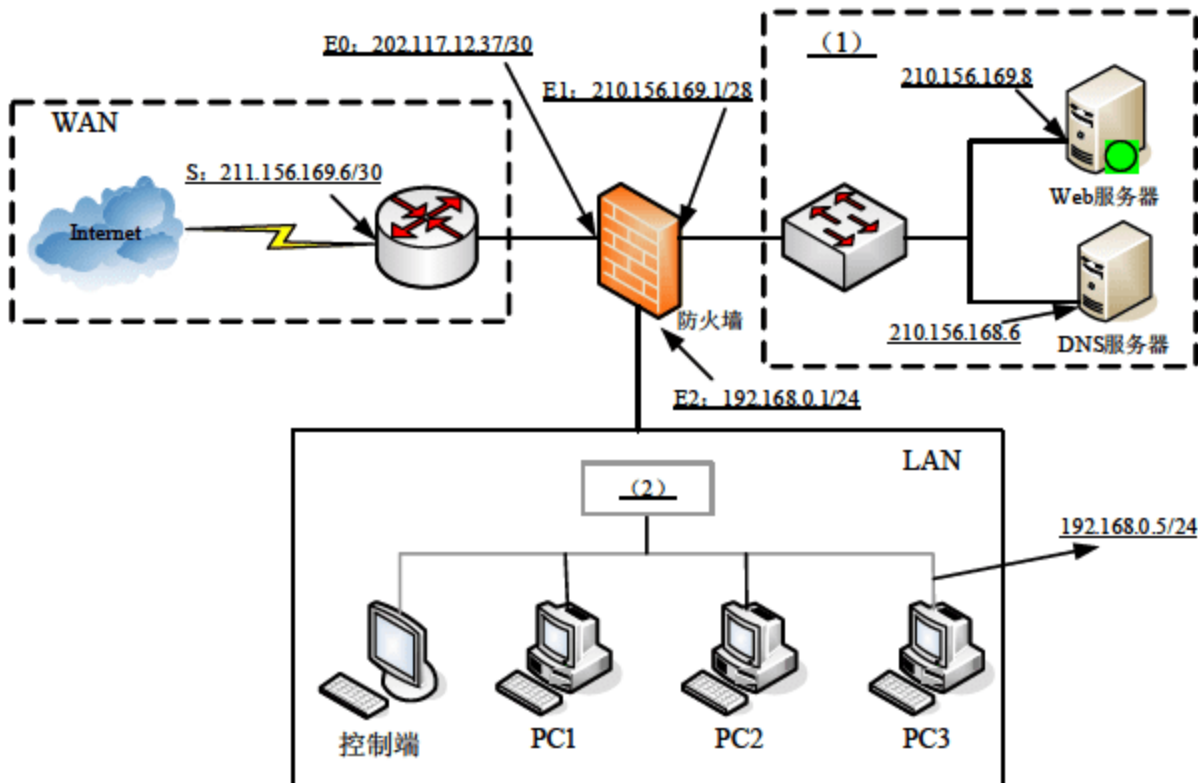 E0：202.117.12.37/30
（1）
E1：210.156.169.1/28
210.156.169.8
WAN
S：211.156.169.6/30
Internet
Web服务器
防火墙
210.156.168.6
DNS服务器
E2：192.168.0.1/24
LAN
（2）
192.168.0.5/24
控制端
PC1
PC2
PC3